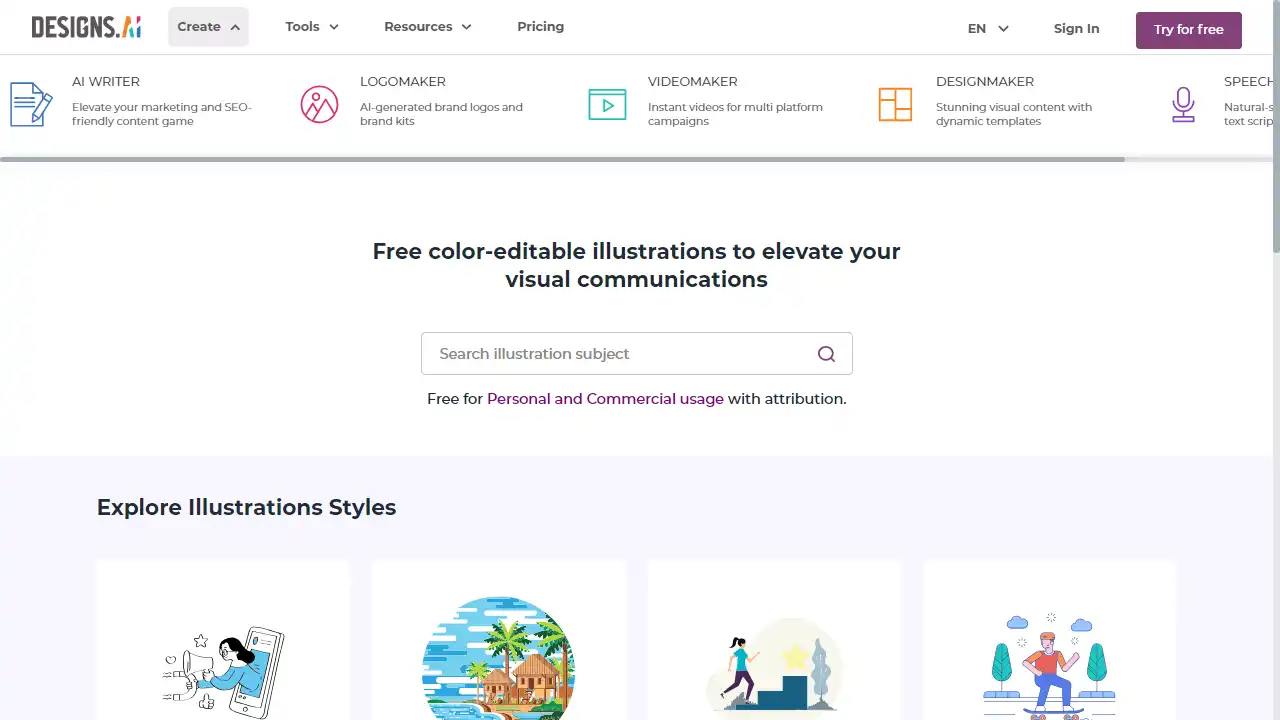 DESIGNS.Ai
Create
Tools
Resources
Pricing
EN
Sign In
Try for free
AI WRITER
Elevate your marketing and SEO-
friendly content game
LOGOMAKER
AI-generated brand logos and
brand kits
VIDEOMAKER
Instant videos for multi platform
campaigns
DESIGNMAKER
Stunning visual content with
dynamic templates
SPEECH
Natural-s
text scrip
Free color-editable illustrations to elevate your
visual communications
Search illustration subject
Free for Personal and Commercial usage with attribution.
Explore Illustrations Styles